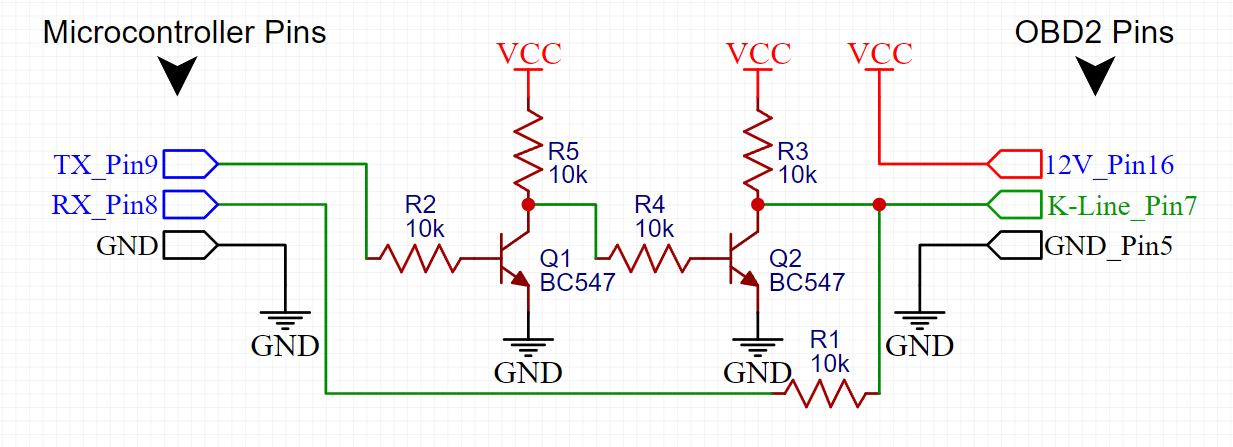 Microcontroller Pins
OBD2 Pins
VCC
VCC
VCC
R5
10k
R3
10k
TX_Pin9
12V_Pin16
RX_Pin8
R2
10k
R4
10k
K-Line_Pin7
GND
Q1
BC547
Q2
BC547
GND_Pin5
GND
GND
GND
R1
10k
GND